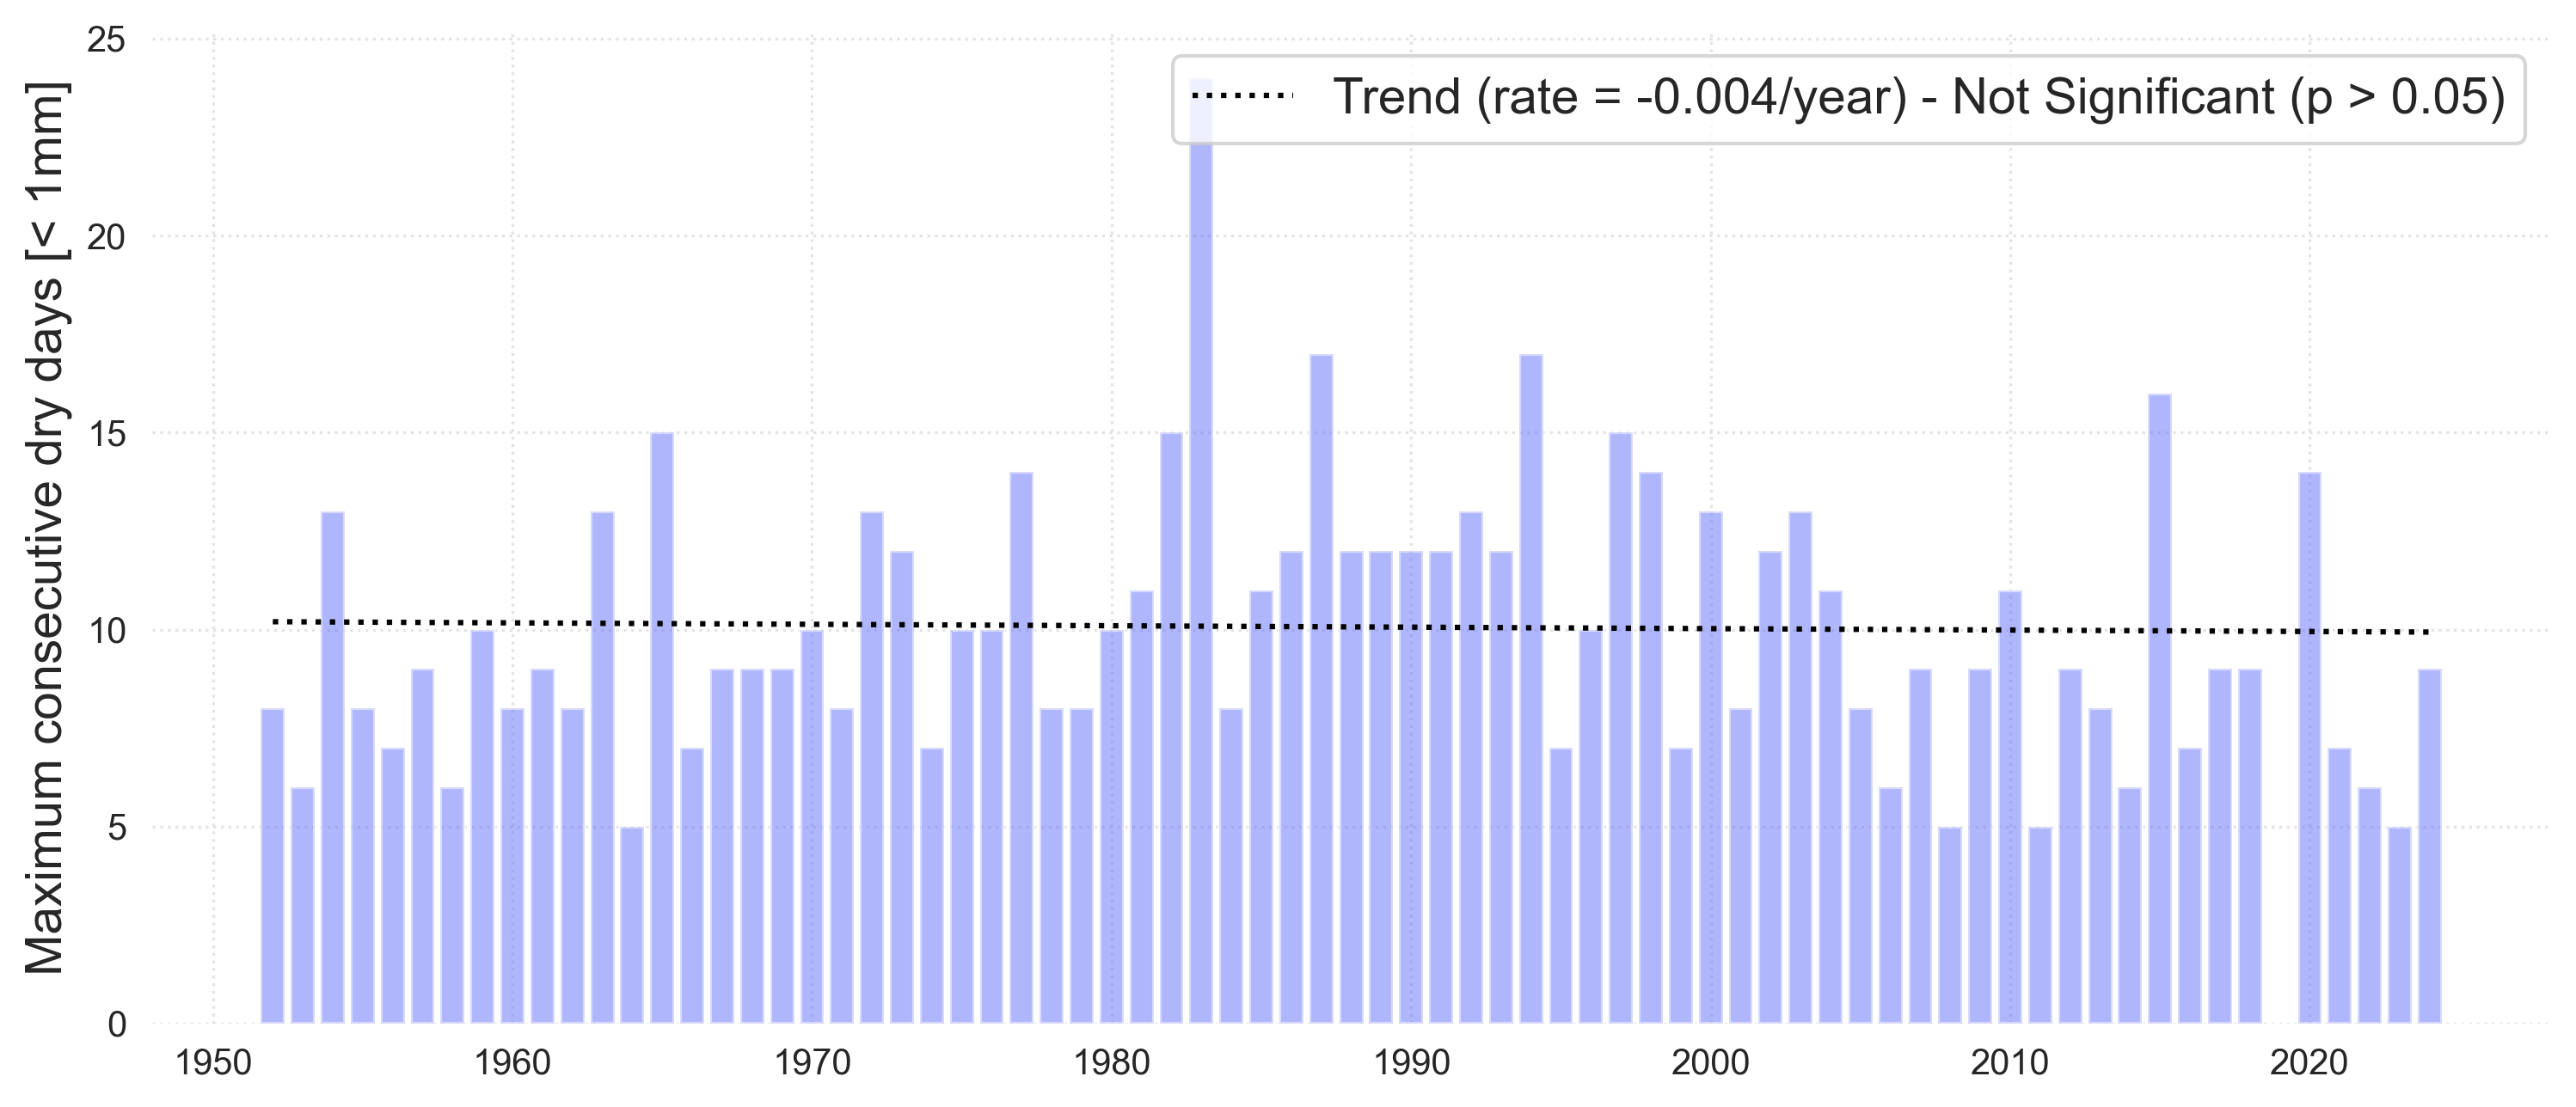 Maximum consecutive dry days [< 1mm]
25
20
15
10
5
0
Trend (rate = -0.004/year) - Not Significant (p > 0.05)
1950 1960 1970 1980 1990 2000 2010 2020